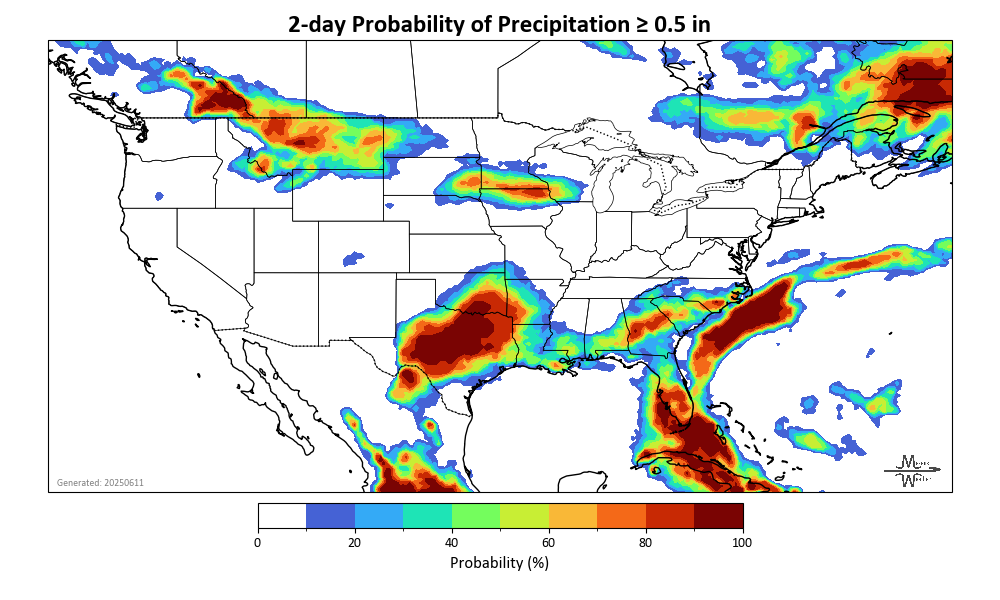 2-day Probability of Precipitation ≥ 0.5 in
Generated: 20250611
0 20 40 60 80 100
Probability (%)